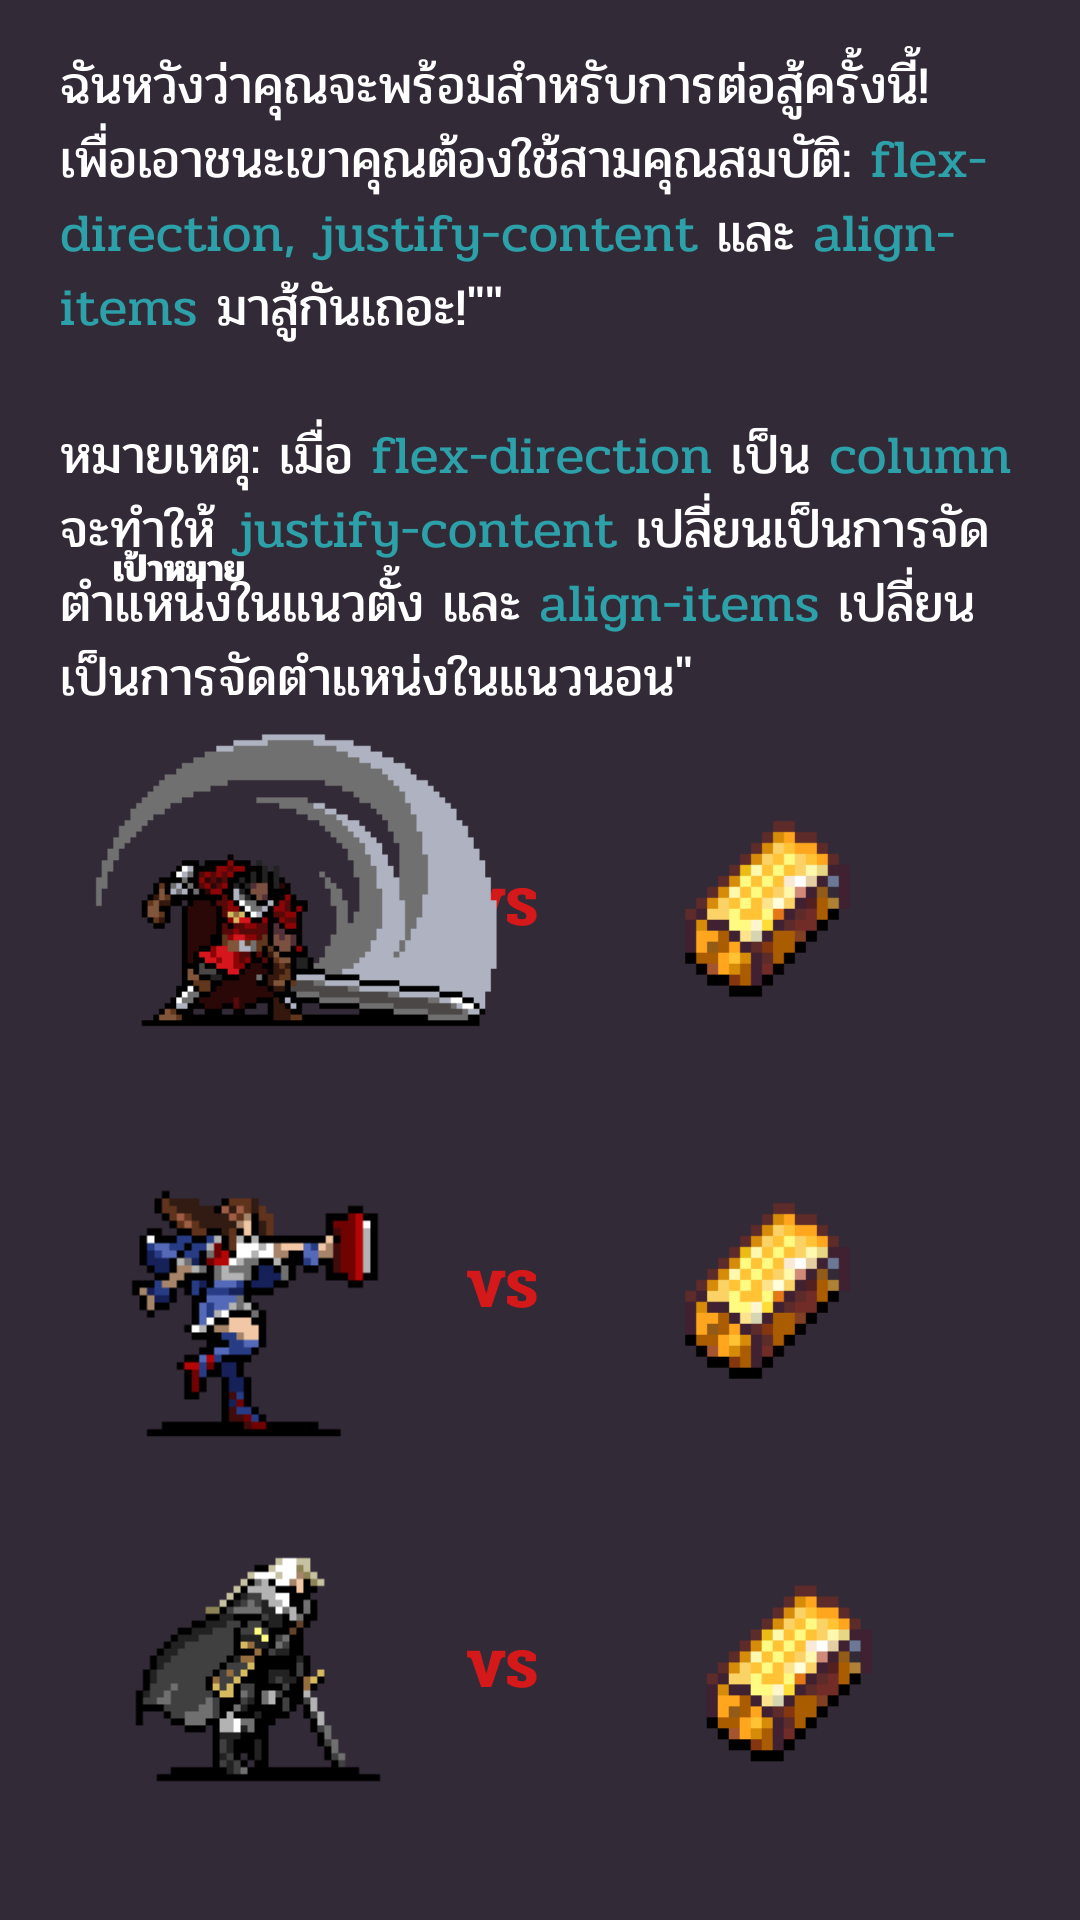 ฉันหวังว่าคุณจะพร้อมสำหรับการต่อสู้ครั้งนี้!
เพื่อเอาชนะเขาคุณต้องใช้สามคุณสมบัติ: flex-
direction, justify-content และ align-
items มาสู้กันเถอะ!""
หมายเหตุ: เมื่อ flex-direction เป็น column
จะทำให้ justify-content เปลี่ยนเป็นการจัด
เป้าหมาย
ตำแหน่งในแนวตั้ง และ align-items เปลี่ยน
เป็นการจัดตำแหน่งในแนวนอน"
vs
vs
vs